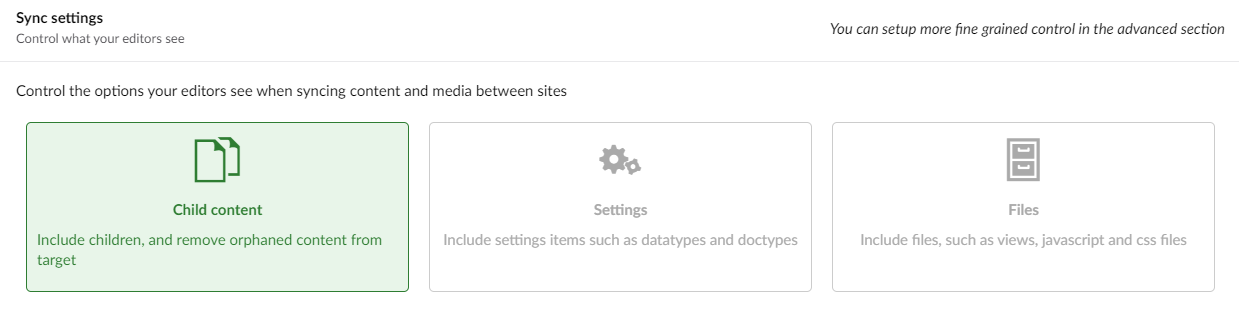 Sync settings
Control what your editors see
You can setup more fine grained control in the advanced section
Control the options your editors see when syncing content and media between sites
Child content
Include children, and remove orphaned content from
target
Settings
Include settings items such as datatypes and doctypes
Files
Include files, such as views, javascript and css files